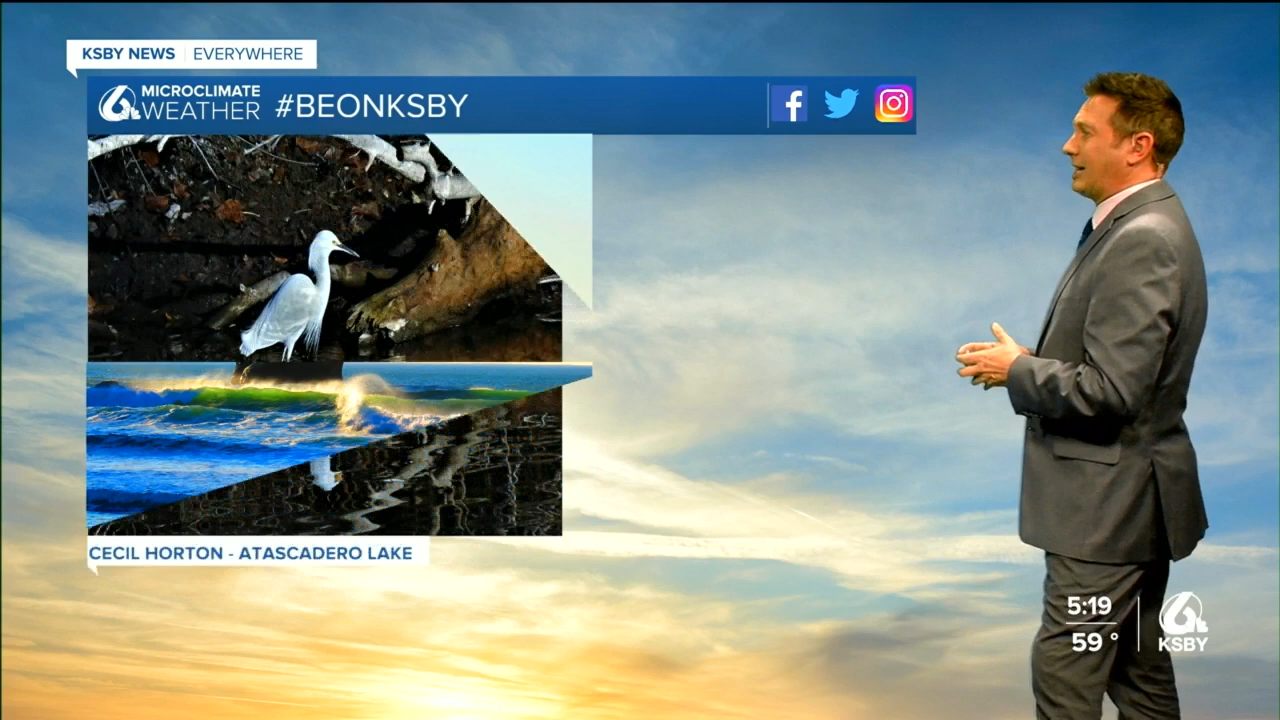 KSBY NEWS EVERYWHERE
6 MICROCLIMATE
WEATHER #BEONKSBY
CECIL HORTON - ATASCADERO LAKE
5:19
59 °
6
KSBY